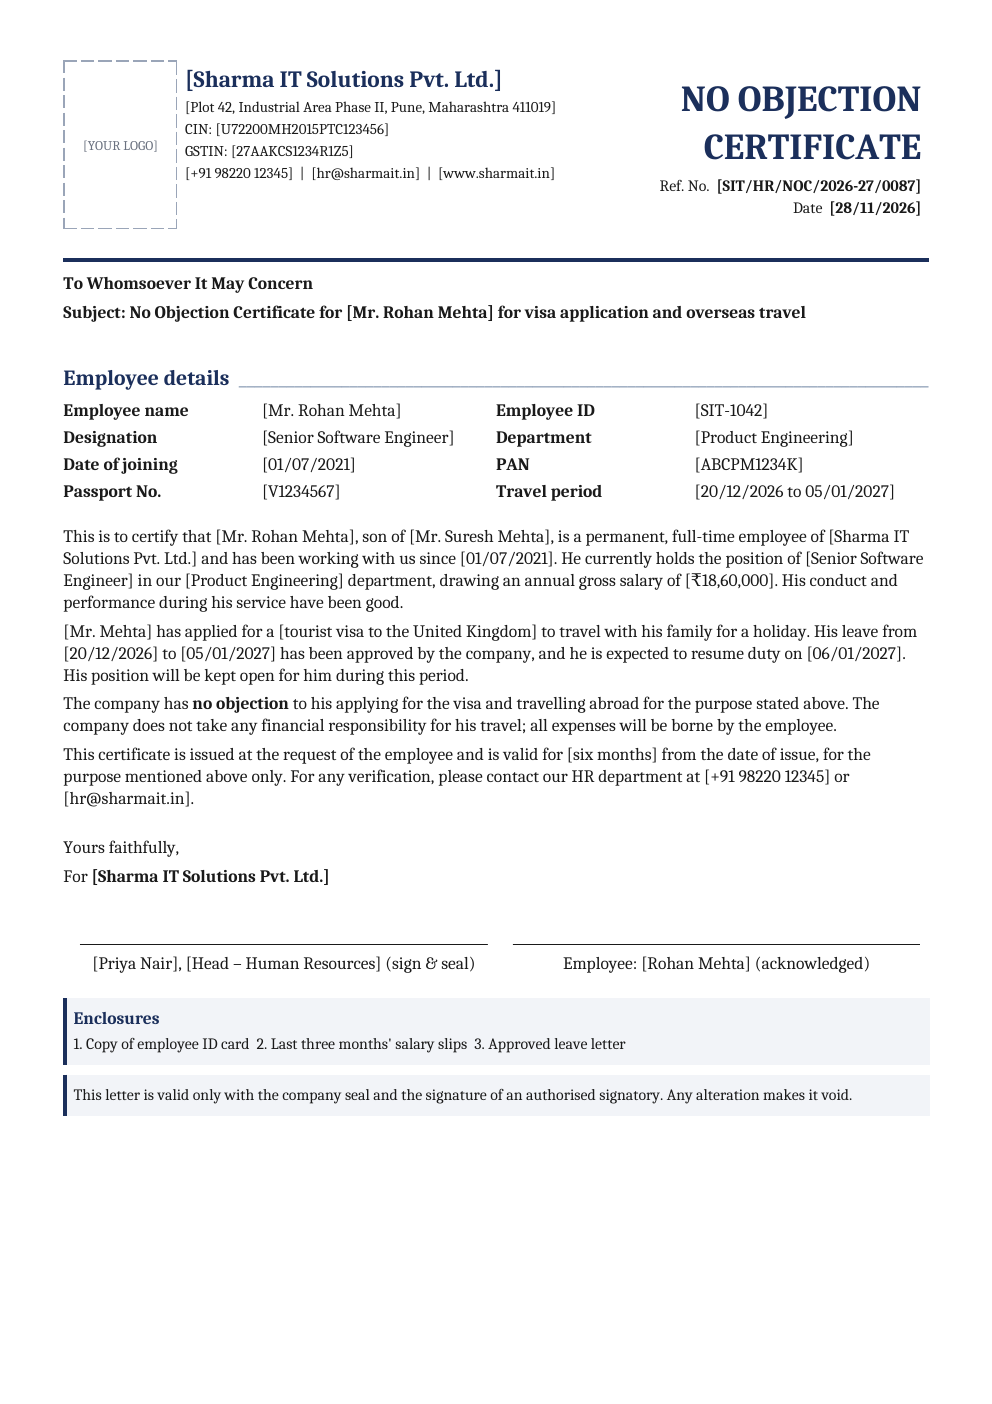 [YOUR LOGO]
[Sharma IT Solutions Pvt. Ltd.]
[Plot 42, Industrial Area Phase II, Pune, Maharashtra 411019]
CIN: [U72200MH2015PTC123456]
GSTIN: [27AAKCS1234R1Z5]
[+91 98220 12345] | [hr@sharmait.in] | [www.sharmait.in]
NO OBJECTION
CERTIFICATE
Ref. No. [SIT/HR/NOC/2026-27/0087]
Date [28/11/2026]
To Whomsoever It May Concern
Subject: No Objection Certificate for [Mr. Rohan Mehta] for visa application and overseas travel
Employee details
Employee name [Mr. Rohan Mehta] Employee ID [SIT-1042]
Designation [Senior Software Engineer] Department [Product Engineering]
Date of joining [01/07/2021] PAN [ABCPM1234K]
Passport No. [V1234567] Travel period [20/12/2026 to 05/01/2027]
This is to certify that [Mr. Rohan Mehta], son of [Mr. Suresh Mehta], is a permanent, full-time employee of [Sharma IT
Solutions Pvt. Ltd.] and has been working with us since [01/07/2021]. He currently holds the position of [Senior Software
Engineer] in our [Product Engineering] department, drawing an annual gross salary of [₹18,60,000]. His conduct and
performance during his service have been good.
[Mr. Mehta] has applied for a [tourist visa to the United Kingdom] to travel with his family for a holiday. His leave from
[20/12/2026] to [05/01/2027] has been approved by the company, and he is expected to resume duty on [06/01/2027].
His position will be kept open for him during this period.
The company has no objection to his applying for the visa and travelling abroad for the purpose stated above. The
company does not take any financial responsibility for his travel; all expenses will be borne by the employee.
This certificate is issued at the request of the employee and is valid for [six months] from the date of issue, for the
purpose mentioned above only. For any verification, please contact our HR department at [+91 98220 12345] or
[hr@sharmait.in].
Yours faithfully,
For [Sharma IT Solutions Pvt. Ltd.]
[Priya Nair], [Head – Human Resources] (sign & seal)
Employee: [Rohan Mehta] (acknowledged)
Enclosures
1. Copy of employee ID card 2. Last three months' salary slips 3. Approved leave letter
This letter is valid only with the company seal and the signature of an authorised signatory. Any alteration makes it void.